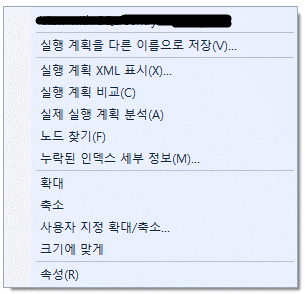 실행 계획을 다른 이름으로 저장(V)...
실행 계획 XML 표시(X)...
실행 계획 비교(C)
실제 실행 계획 분석(A)
노드 찾기(F)
누락된 인덱스 세부 정보(M)...
확대
축소
사용자 지정 확대/축소...
크기에 맞게
속성(R)